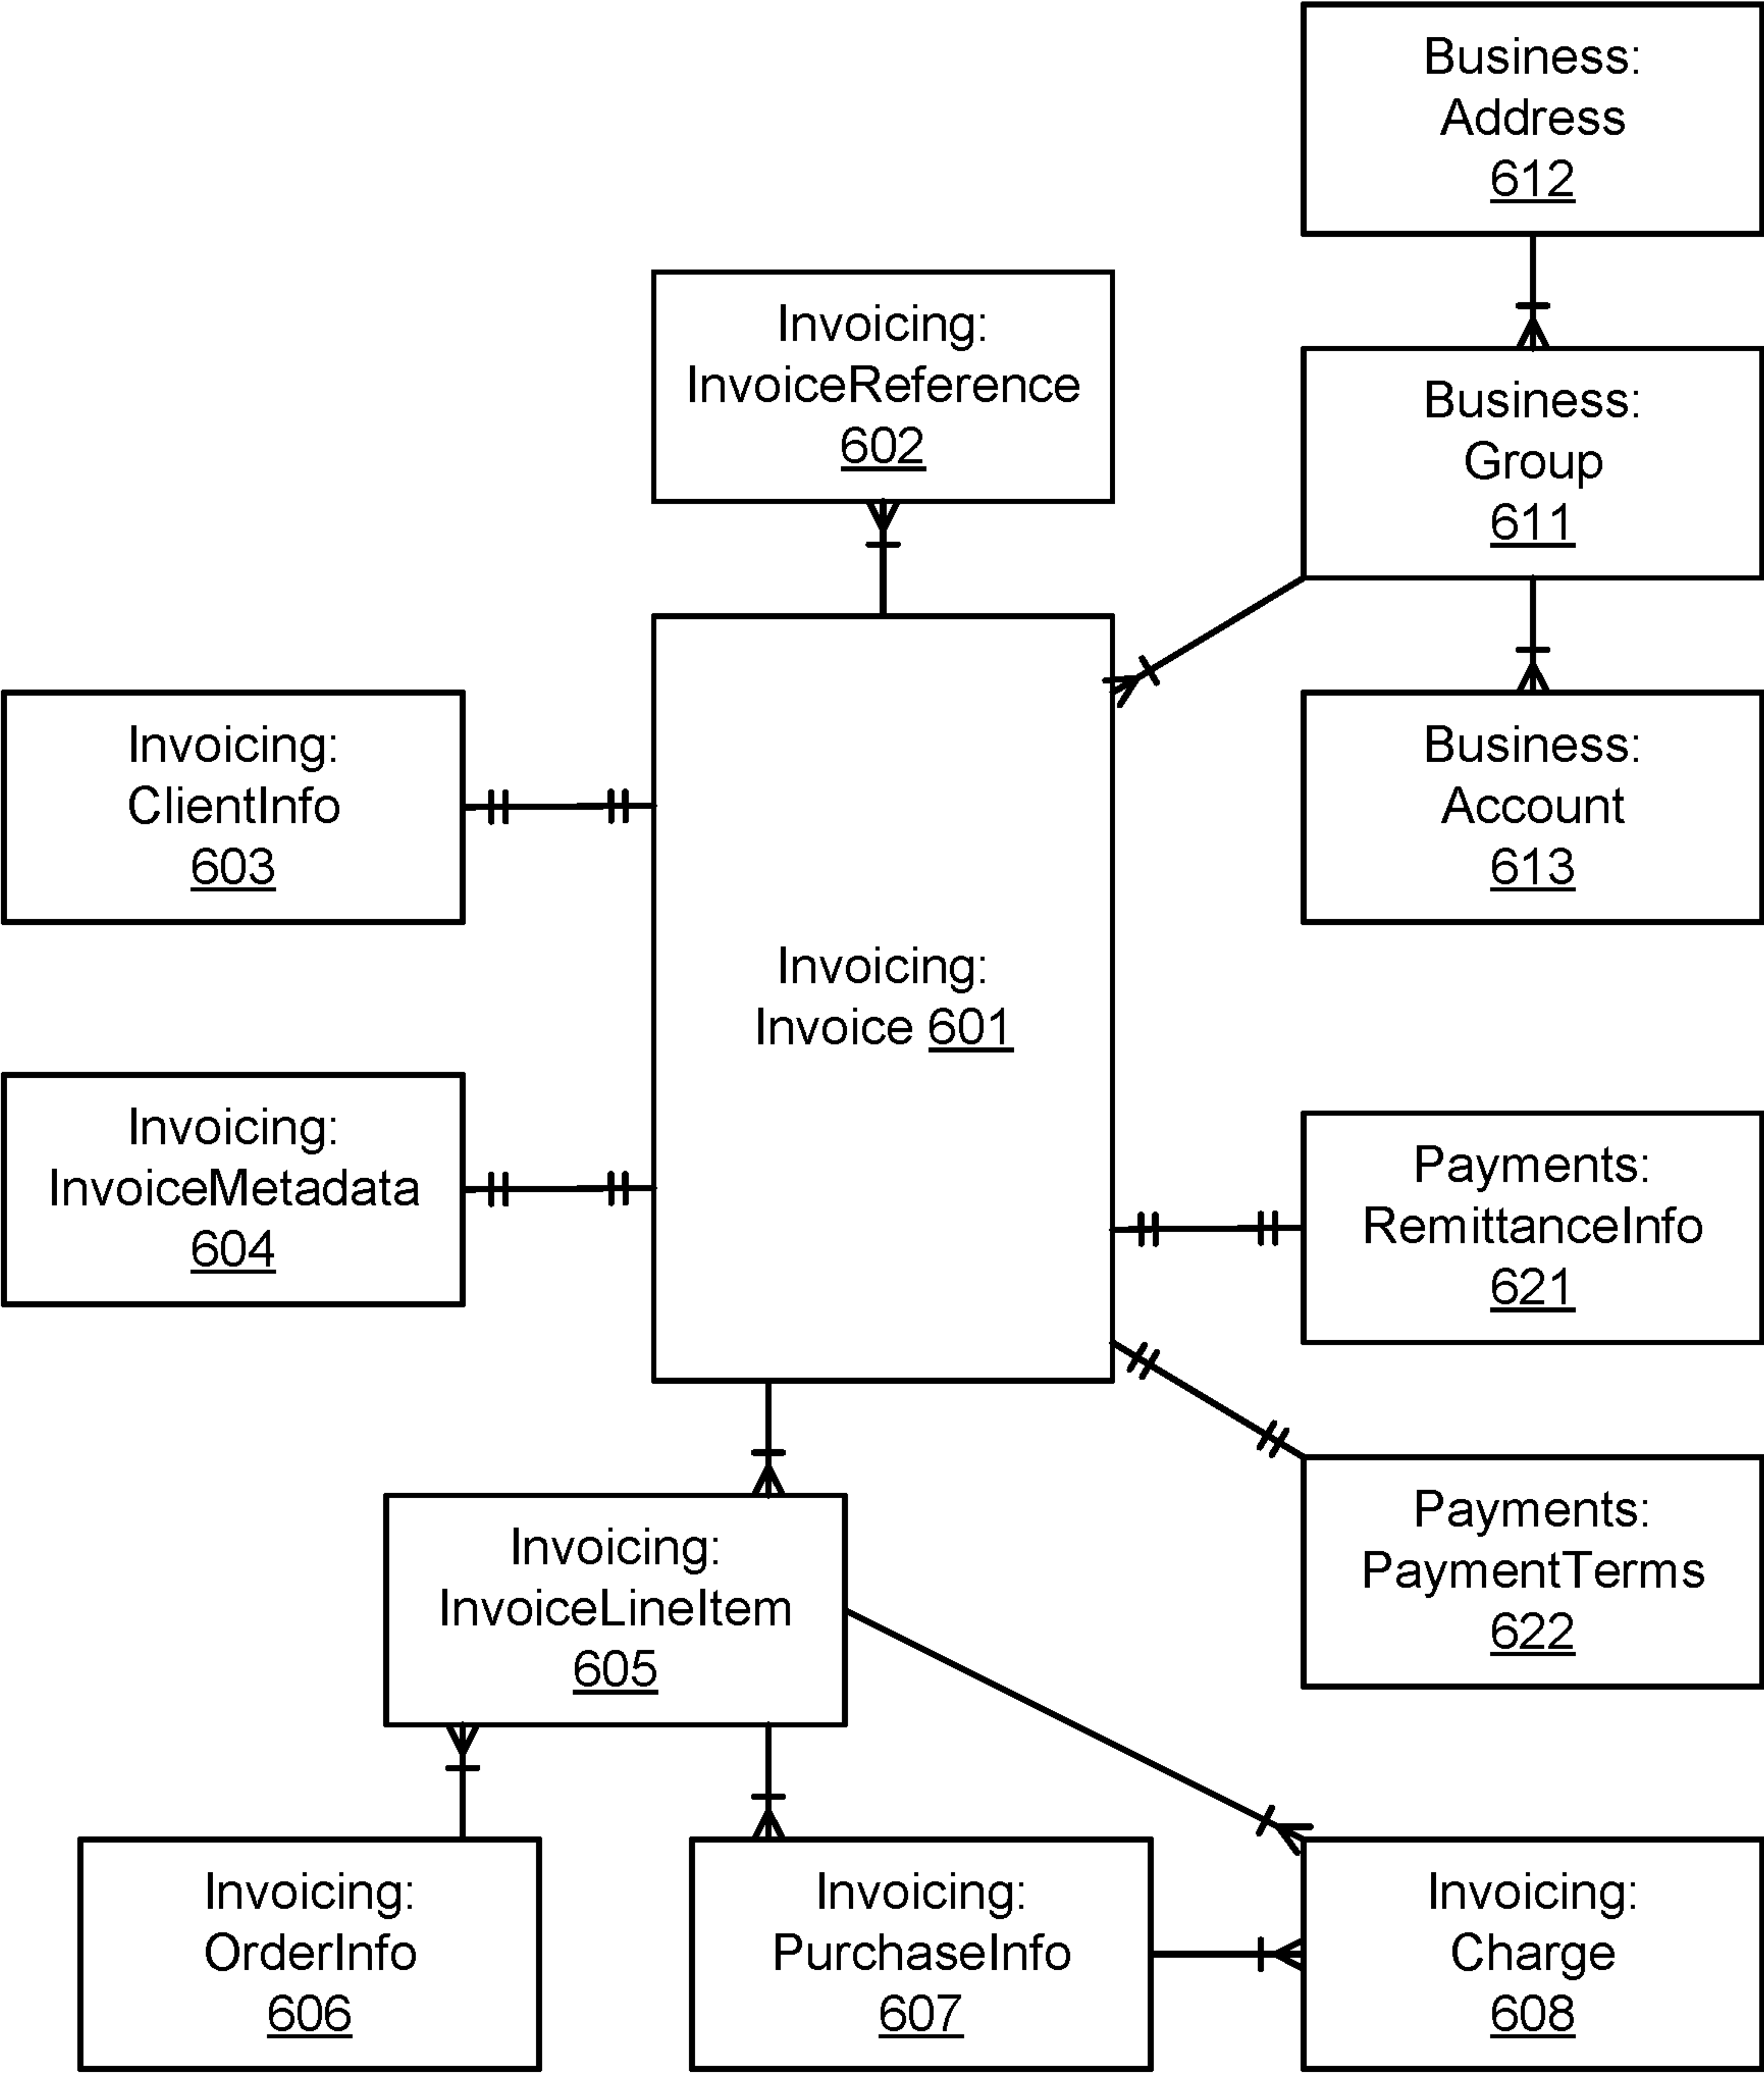 Business:
Address
612
Invoicing:
InvoiceReference
602
Business:
Group
611
Invoicing:
ClientInfo
603
Business:
Account
613
Invoicing:
Invoice 601
Invoicing:
InvoiceMetadata
604
Payments:
RemittanceInfo
621
Payments:
PaymentTerms
622
Invoicing:
InvoiceLineItem
605
Invoicing:
OrderInfo
606
Invoicing:
PurchaseInfo
607
Invoicing:
Charge
608